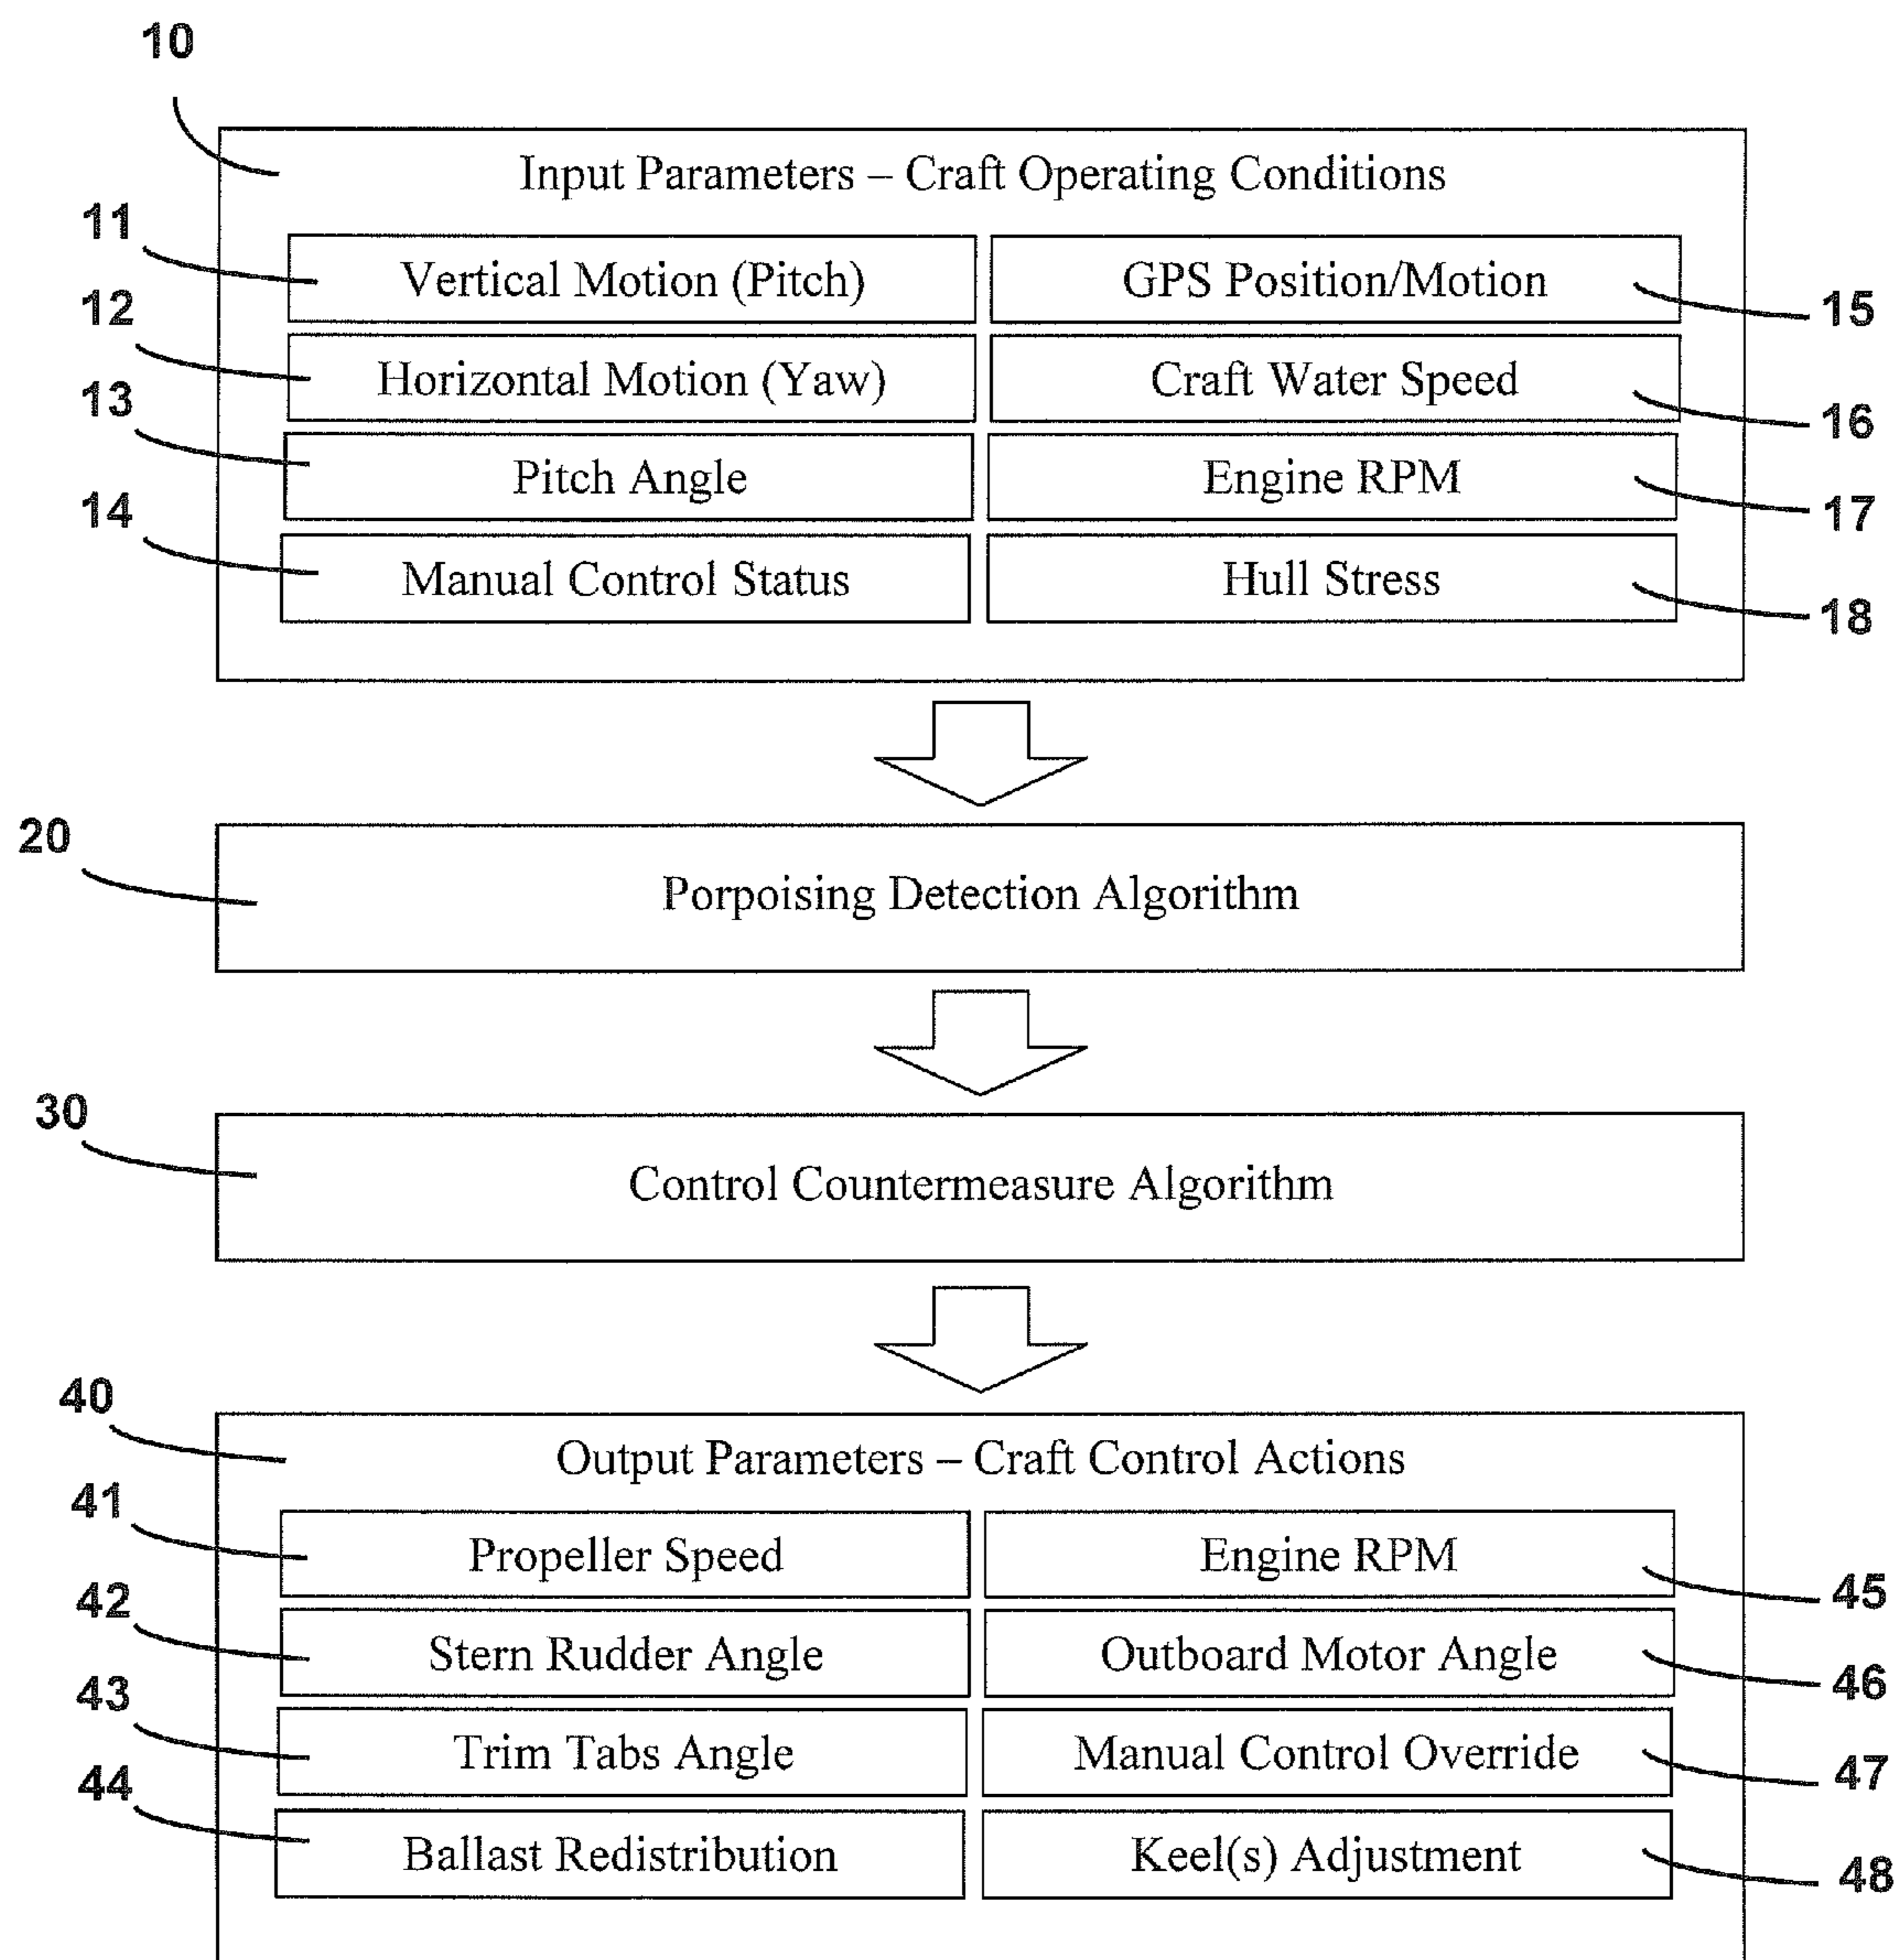 10
Input Parameters – Craft Operating Conditions
11
Vertical Motion (Pitch)
GPS Position/Motion
15
12
Horizontal Motion (Yaw)
Craft Water Speed
16
13
Pitch Angle
Engine RPM
17
14
Manual Control Status
Hull Stress
18
20
Porpoising Detection Algorithm
30
Control Countermeasure Algorithm
40
Output Parameters – Craft Control Actions
41
Propeller Speed
Engine RPM
45
42
Stern Rudder Angle
Outboard Motor Angle
46
43
Trim Tabs Angle
Manual Control Override
47
44
Ballast Redistribution
Keel(s) Adjustment
48